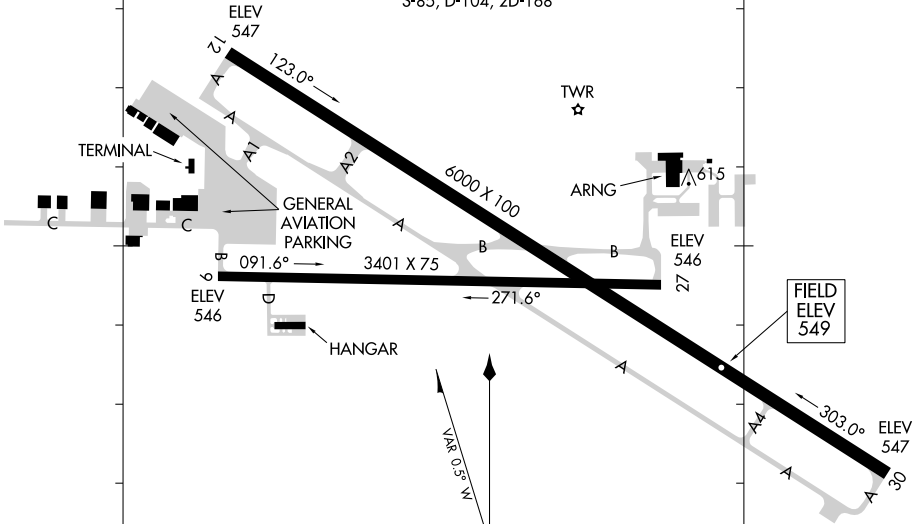 S-85, D-104, 2D-168
ELEV
547
12
123.0°
A
A
A1
A2
TWR
TERMINAL
6000 X 100
ARNG
615
GENERAL
AVIATION
PARKING
C
C
A
B
B
B
ELEV
546
091.6°
3401 X 75
9
27
ELEV
546
271.6°
D
FIELD
ELEV
549
HANGAR
A
VAR 0.5° W
303.0°
A4
ELEV
547
A
A
30